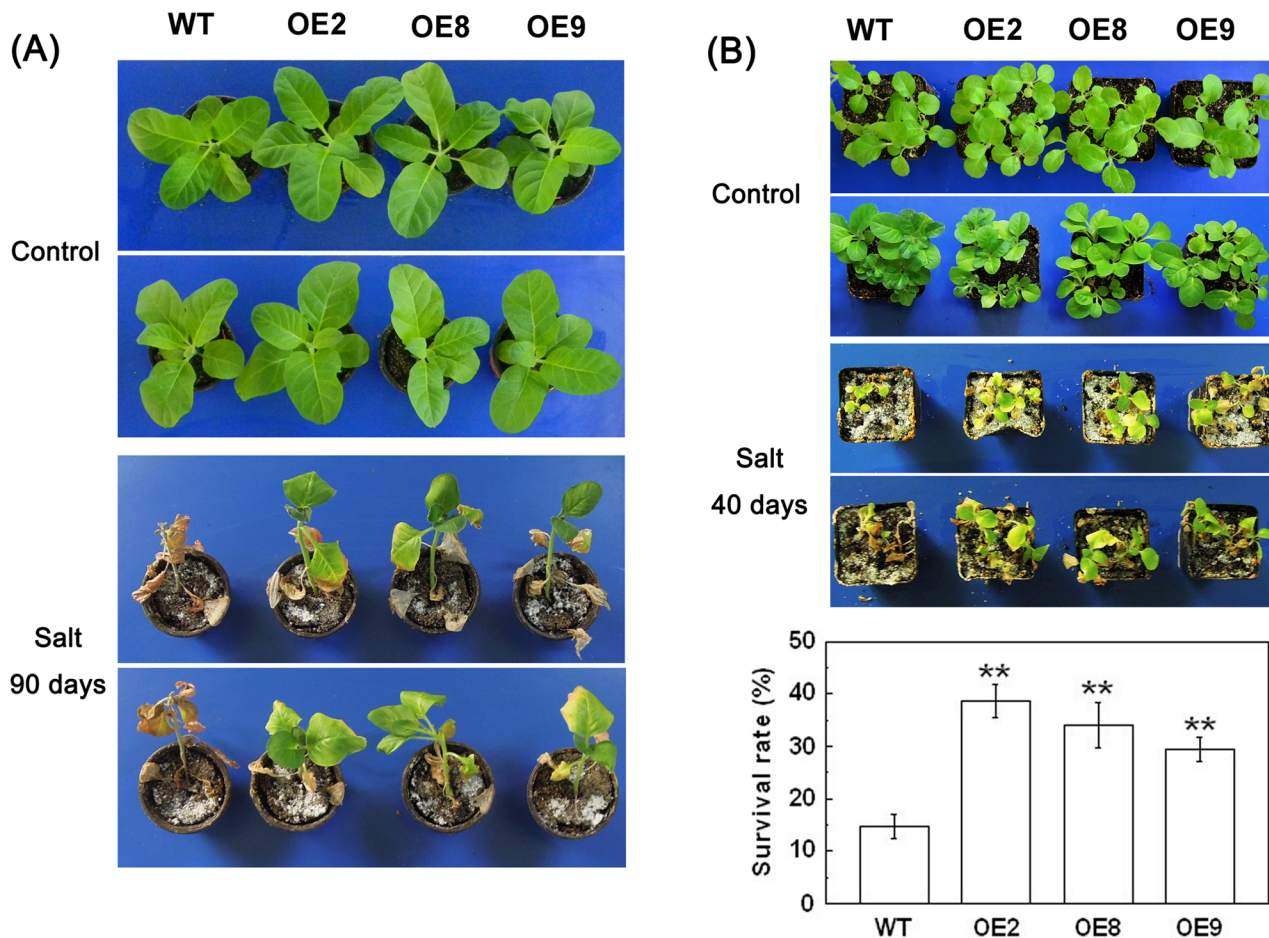 (A)
WT OE2 OE8 OE9
Control
Salt
90 days
(B)
WT OE2 OE8 OE9
Control
Salt
40 days
Survival rate (%)
50
40
30
20
10
0
** ** **
WT OE2 OE8 OE9